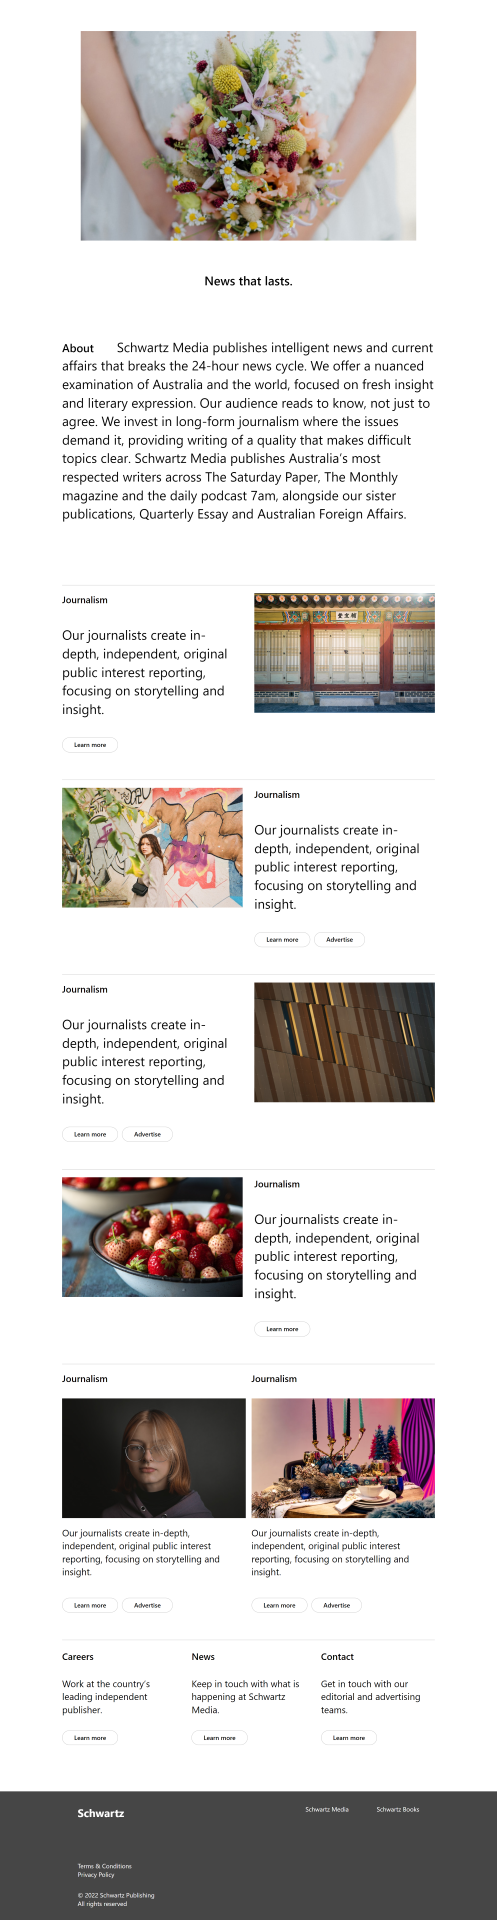 News that lasts.
About Schwartz Media publishes intelligent news and current
affairs that breaks the 24-hour news cycle. We offer a nuanced
examination of Australia and the world, focused on fresh insight
and literary expression. Our audience reads to know, not just to
agree. We invest in long-form journalism where the issues
demand it, providing writing of a quality that makes difficult
topics clear. Schwartz Media publishes Australia's most
respected writers across The Saturday Paper, The Monthly
magazine and the daily podcast 7am, alongside our sister
publications, Quarterly Essay and Australian Foreign Affairs.
Journalism
Our journalists create in-
depth, independent, original
public interest reporting,
focusing on storytelling and
insight.
Learn more
Journalism
Our journalists create in-
depth, independent, original
public interest reporting,
focusing on storytelling and
insight.
Learn more Advertise
Journalism
Our journalists create in-
depth, independent, original
public interest reporting,
focusing on storytelling and
insight.
Learn more Advertise
Journalism
Our journalists create in-
depth, independent, original
public interest reporting,
focusing on storytelling and
insight.
Learn more
Journalism
Our journalists create in-depth,
independent, original public interest
reporting, focusing on storytelling and
insight.
Learn more Advertise
Journalism
Our journalists create in-depth,
independent, original public interest
reporting, focusing on storytelling and
insight.
Learn more Advertise
Careers
Work at the country's
leading independent
publisher.
Learn more
News
Keep in touch with what is
happening at Schwartz
Media.
Learn more
Contact
Get in touch with our
editorial and advertising
teams.
Learn more
Schwartz
Schwartz Media
Schwartz Books
Terms & Conditions
Privacy Policy
© 2022 Schwartz Publishing
All rights reserved